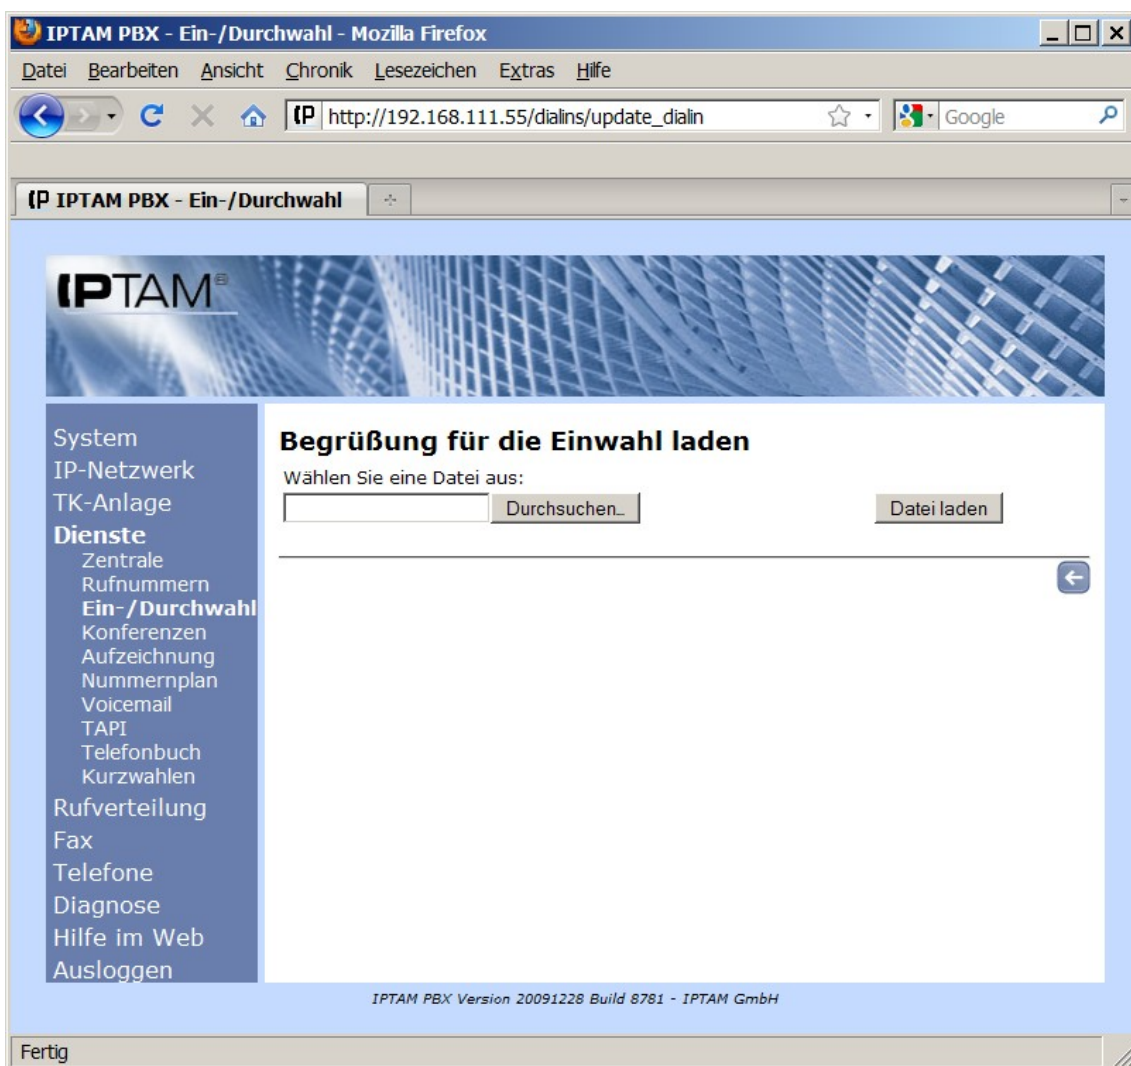 IPTAM PBX - Ein-/Durchwahl - Mozilla Firefox
Datei Bearbeiten Ansicht Chronik Lesezeichen Extras Hilfe
(P http://192.168.111.55/dialins/update_dialin Google
(P IPTAM PBX - Ein-/Durchwahl
IPTAM®
System
IP-Netzwerk
TK-Anlage
Dienste
Zentrale
Rufnummern
Ein-/Durchwahl
Konferenzen
Aufzeichnung
Nummernplan
Voicemail
TAPI
Telefonbuch
Kurzwahlen
Rufverteilung
Fax
Telefone
Diagnose
Hilfe im Web
Ausloggen
Begrüßung für die Einwahl laden
Wählen Sie eine Datei aus:
Durchsuchen… Datei laden
IPTAM PBX Version 20091228 Build 8781 - IPTAM GmbH
Fertig